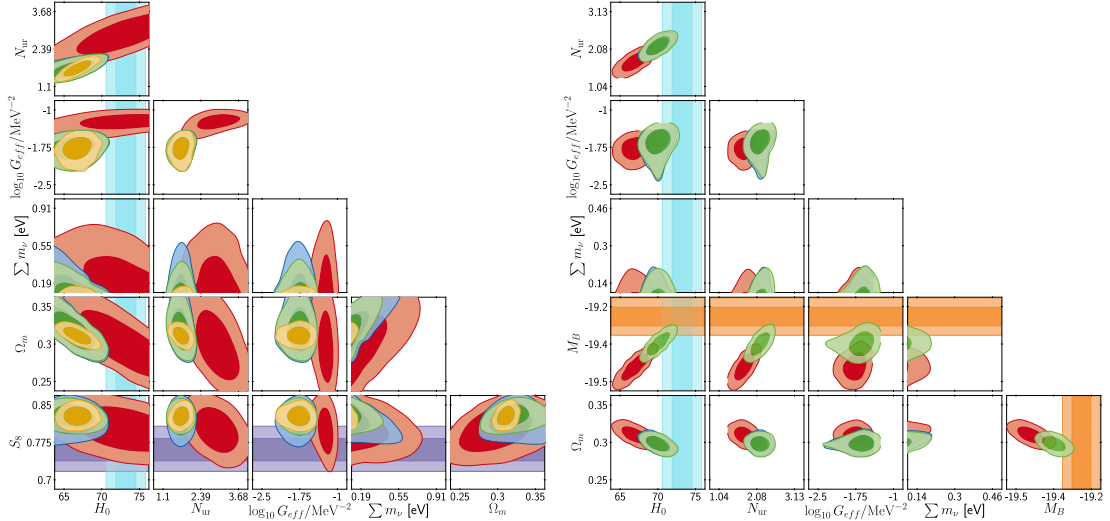 3.68
2.39
1.1
N_ur
3.13
2.08
1.04
N_ur
-1
-1.75
-2.5
log₁₀ G_eff/MeV⁻²
-1
-1.75
-2.5
log₁₀ G_eff/MeV⁻²
0.91
0.55
0.14
∑ m_ν [eV]
0.46
0.3
0.14
∑ m_ν [eV]
0.35
0.3
0.25
Ω_m
-19.2
-19.4
-19.5
M_B
0.85
0.775
0.7
S_8
0.35
0.3
0.25
Ω_m
65 70 75 1.1 2.39 3.68 -2.5 -1.75 -1 0.19 0.55 0.91 0.25 0.3 0.35
H_0 N_ur log₁₀ G_eff/MeV⁻² ∑ m_ν [eV] Ω_m
65 70 75 1.04 2.08 3.13 -2.5 -1.75 -1 0.14 0.3 0.46 -19.5 -19.4 -19.2
H_0 N_ur log₁₀ G_eff/MeV⁻² ∑ m_ν [eV] M_B